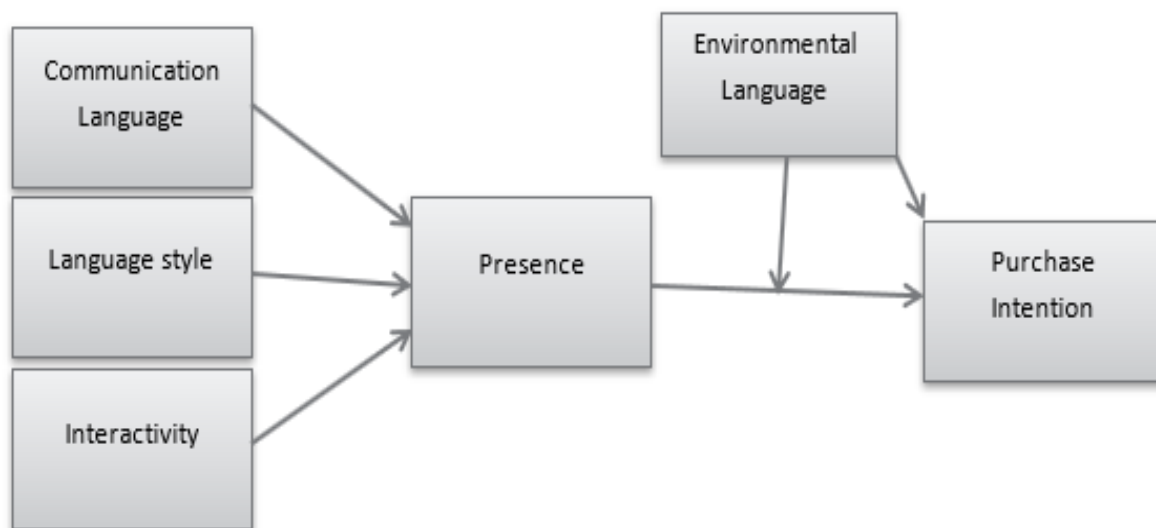 Communication
Language
Environmental
Language
Language style
Presence
Purchase
Intention
Interactivity